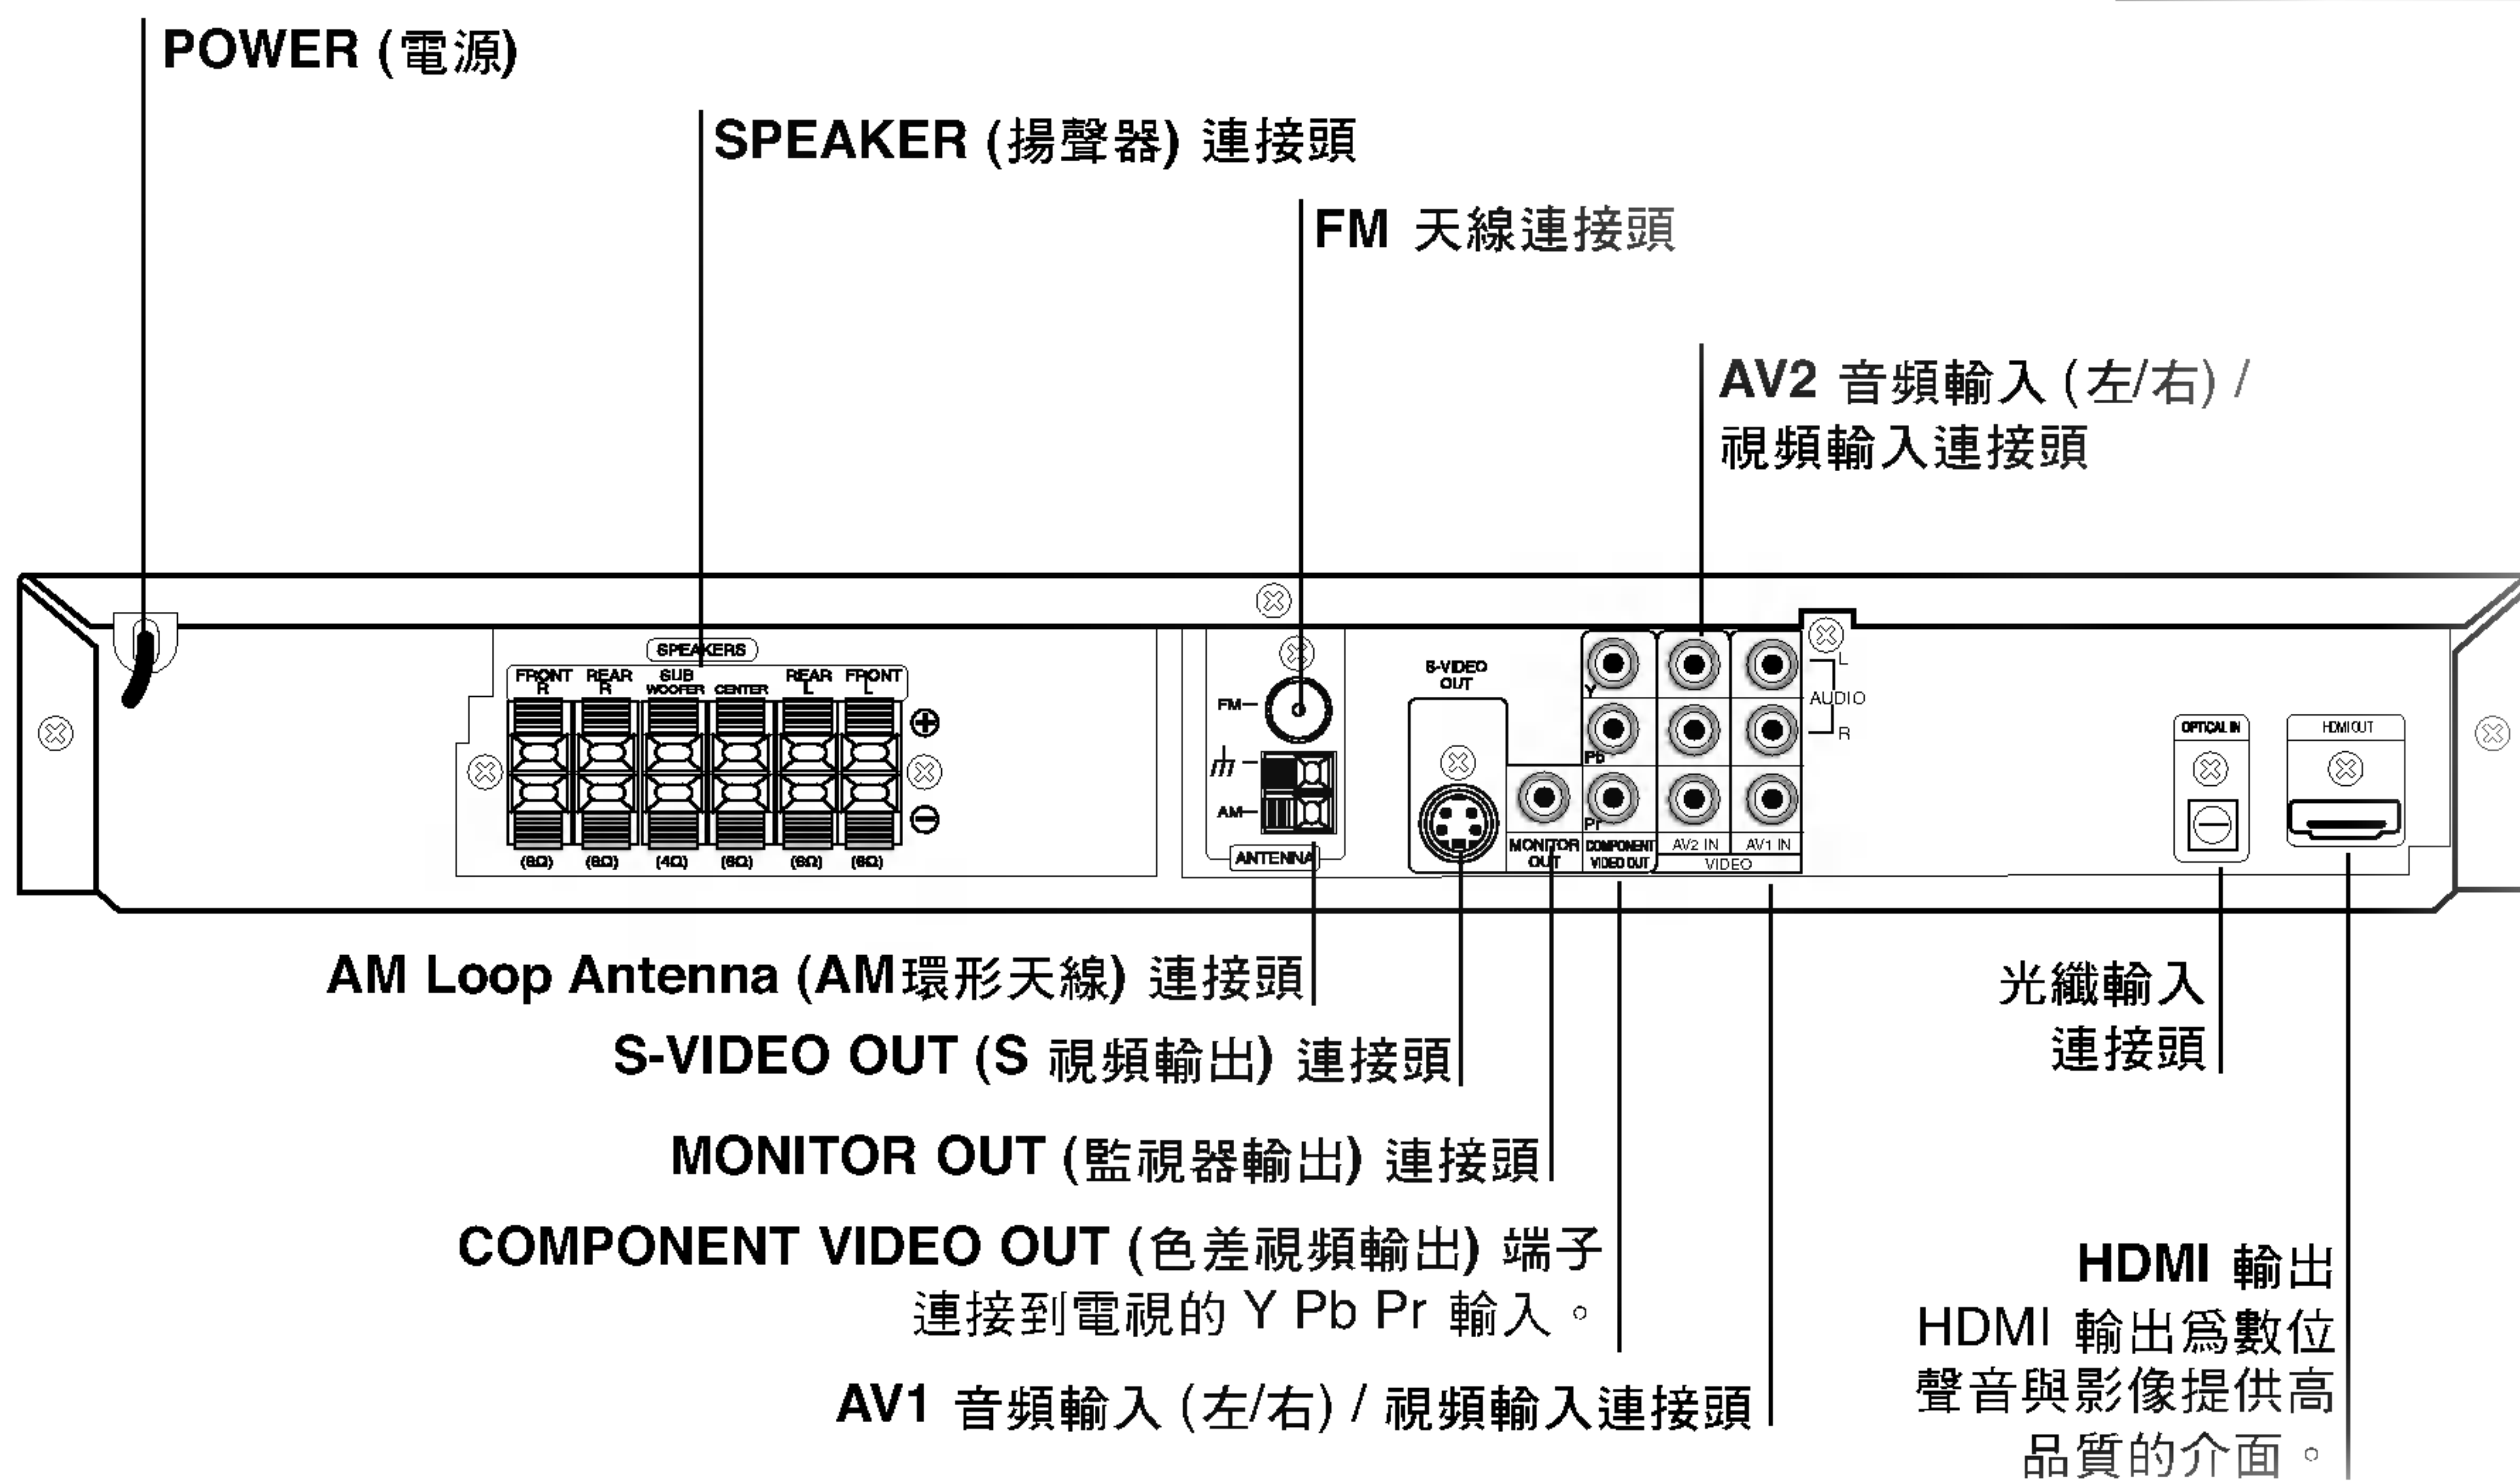 POWER (電源)
SPEAKER (揚聲器) 連接頭
FM 天線連接頭
AV2 音頻輸入 (左/右) /
視頻輸入連接頭
SPEAKERS
FRONT R
REAR R
SUB WOOFER
CENTER
REAR L
FRONT L
(6Ω)
(4Ω)
(6Ω)
(6Ω)
FM
AM
ANTENNA
S-VIDEO
OUT
Y
Pb
Pr
MONITOR
OUT
COMPONENT
VIDEO OUT
AV2 IN
AV1 IN
VIDEO
L
AUDIO
R
OPTICAL IN
HDMI OUT
AM Loop Antenna (AM環形天線) 連接頭
S-VIDEO OUT (S 視頻輸出) 連接頭
MONITOR OUT (監視器輸出) 連接頭
COMPONENT VIDEO OUT (色差視頻輸出) 端子
連接到電視的 Y Pb Pr 輸入。
AV1 音頻輸入 (左/右) / 視頻輸入連接頭
光纖輸入
連接頭
HDMI 輸出
HDMI 輸出爲數位
聲音與影像提供高
品質的介面。